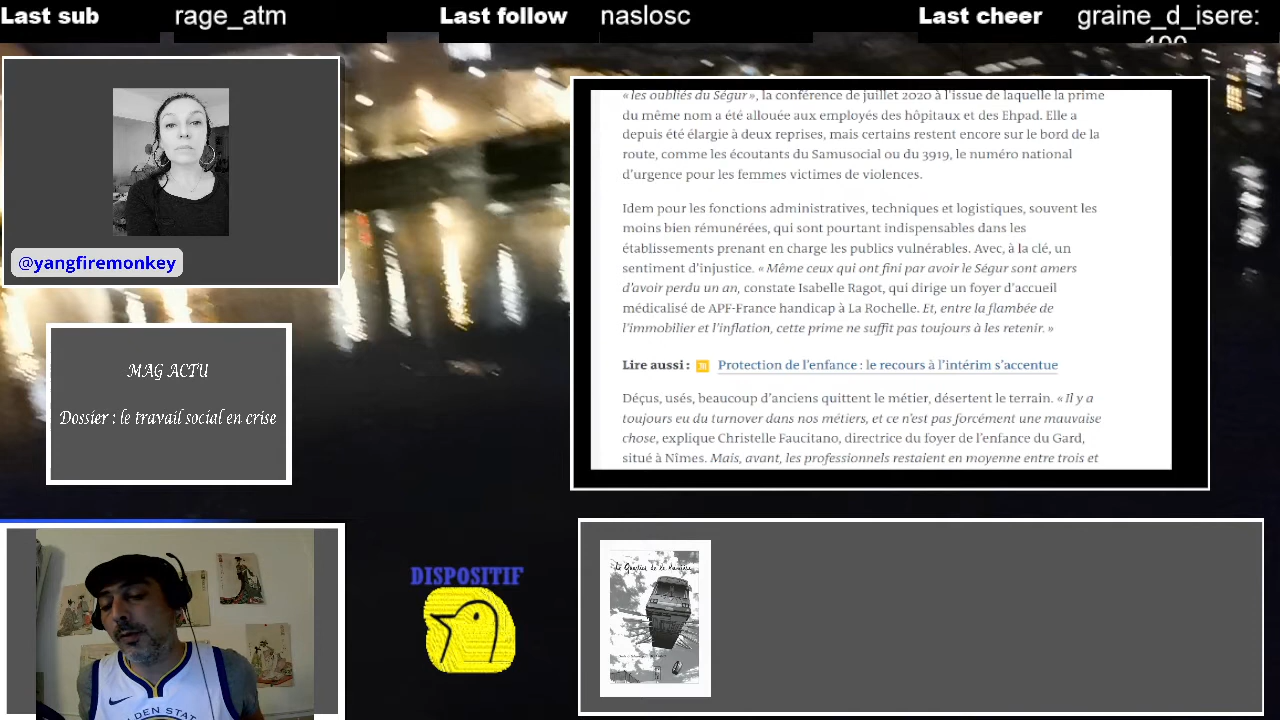 Last sub
rage_atm
Last follow
naslosc
Last cheer
graine_d_isere:
100
@yangfiremonkey
MAG ACTU
Dossier : le travail social en crise
« les oubliés du Ségur », la conférence de juillet 2020 à l’issue de laquelle la prime
du même nom a été allouée aux employés des hôpitaux et des Ehpad. Elle a
depuis été élargie à deux reprises, mais certains restent encore sur le bord de la
route, comme les écoutants du Samusocial ou du 3919, le numéro national
d’urgence pour les femmes victimes de violences.
Idem pour les fonctions administratives, techniques et logistiques, souvent les
moins bien rémunérées, qui sont pourtant indispensables dans les
établissements prenant en charge les publics vulnérables. Avec, à la clé, un
sentiment d’injustice. « Même ceux qui ont fini par avoir le Ségur sont amers
d’avoir perdu un an, constate Isabelle Ragot, qui dirige un foyer d’accueil
médicalisé de APF-France handicap à La Rochelle. Et, entre la flambée de
l’immobilier et l’inflation, cette prime ne suffit pas toujours à les retenir. »
Lire aussi : Protection de l’enfance : le recours à l’intérim s’accentue
Déçus, usés, beaucoup d’anciens quittent le métier, désertent le terrain. « Il y a
toujours eu du turnover dans nos métiers, et ce n’est pas forcément une mauvaise
chose, explique Christelle Faucitano, directrice du foyer de l’enfance du Gard,
situé à Nîmes. Mais, avant, les professionnels restaient en moyenne entre trois et
DISPOSITIF